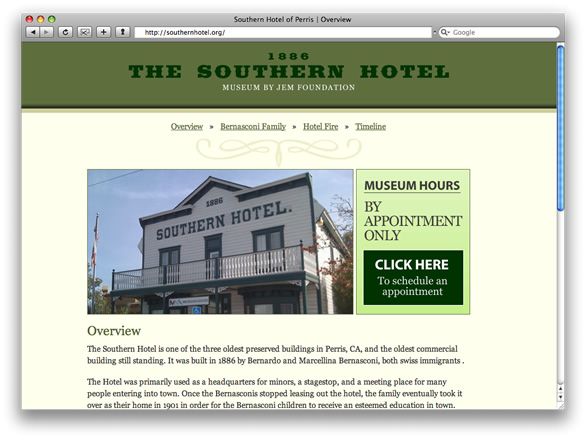 Southern Hotel of Perris | Overview
http://southernhotel.org/
Google
1886
THE SOUTHERN HOTEL
MUSEUM BY JEM FOUNDATION
Overview » Bernasconi Family » Hotel Fire » Timeline
1886
SOUTHERN HOTEL.
MUSEUM HOURS
BY
APPOINTMENT
ONLY
CLICK HERE
To schedule an
appointment
Overview
The Southern Hotel is one of the three oldest preserved buildings in Perris, CA, and the oldest commercial
building still standing. It was built in 1886 by Bernardo and Marcellina Bernasconi, both swiss immigrants .
The Hotel was primarily used as a headquarters for minors, a stagestop, and a meeting place for many
people entering into town. Once the Bernasconis stopped leasing out the hotel, the family eventually took it
over as their home in 1901 in order for the Bernasconi children to receive an esteemed education in town.